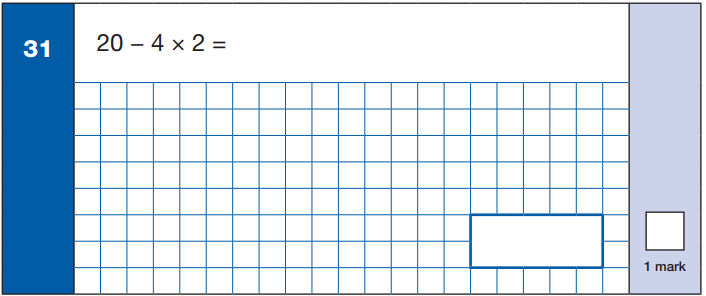 31
20 – 4 × 2 =
1 mark